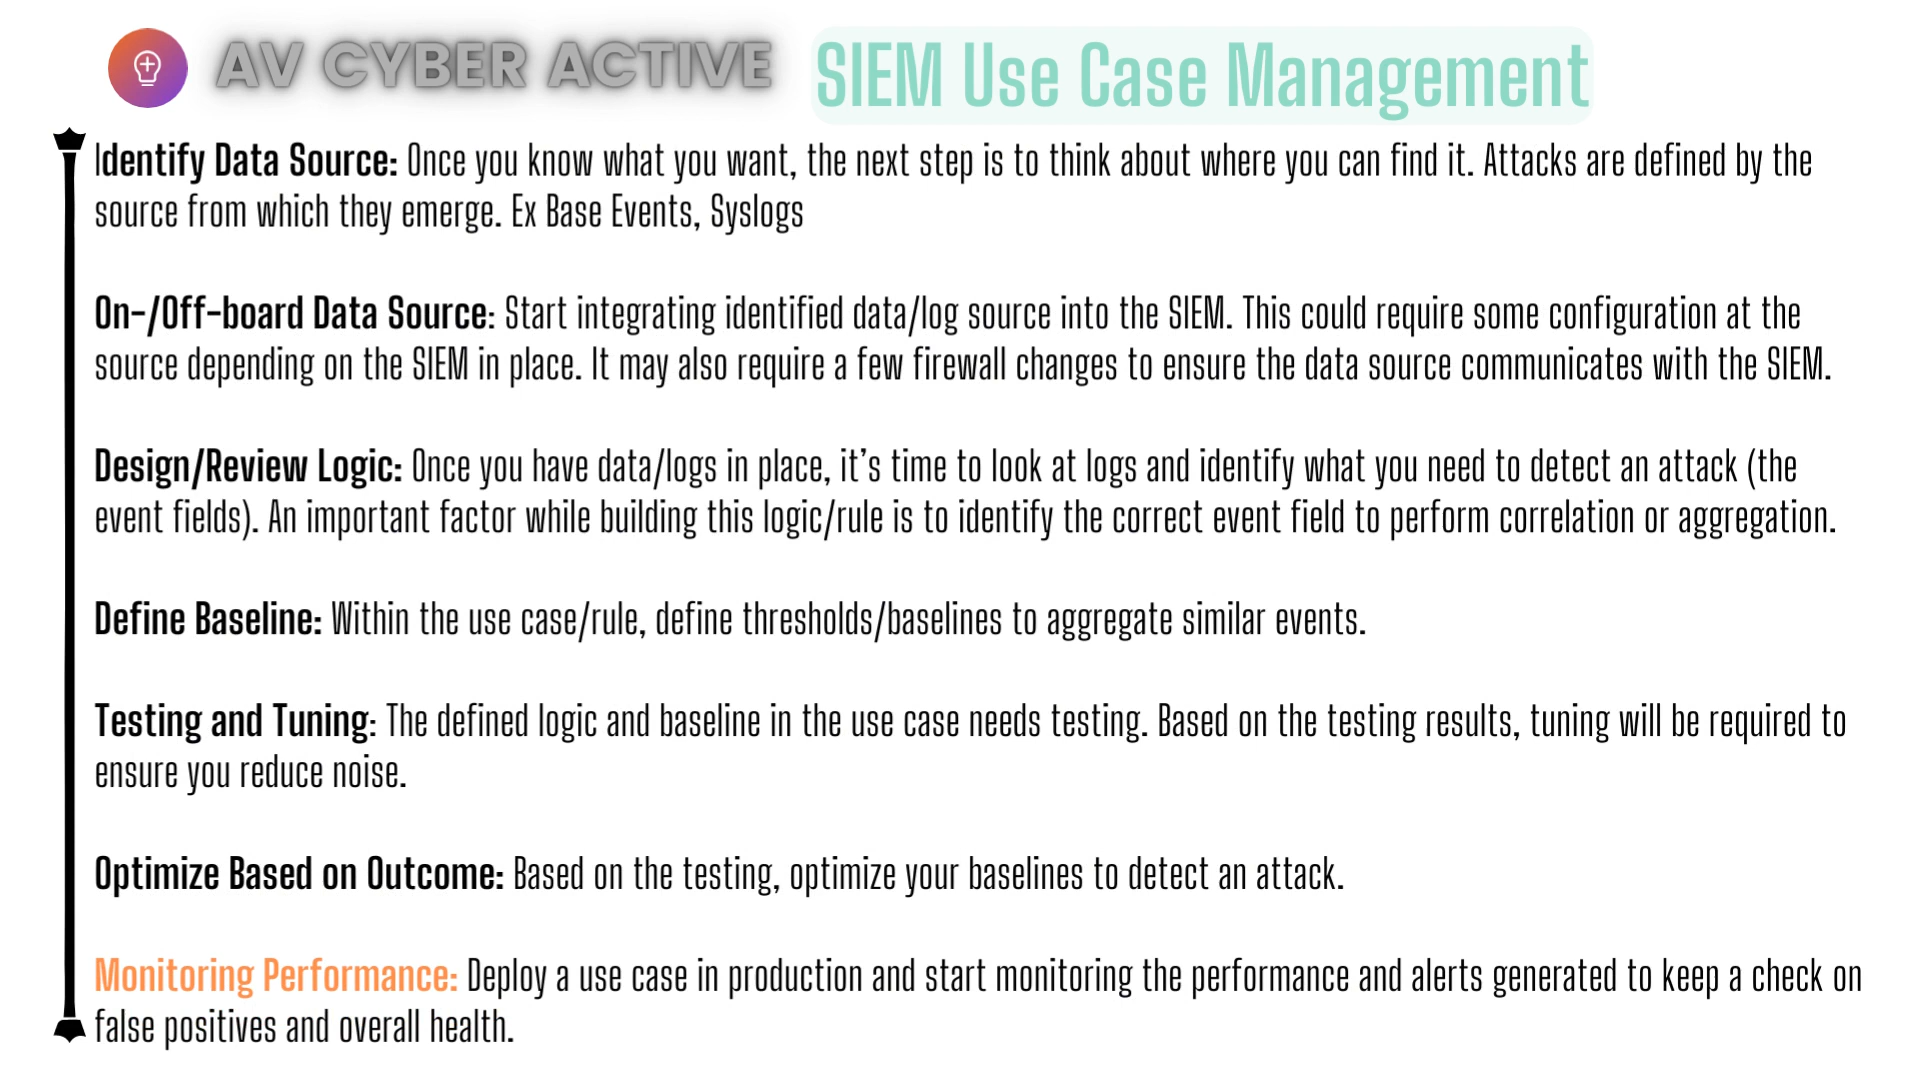 AV CYBER ACTIVE
SIEM Use Case Management
Identify Data Source: Once you know what you want, the next step is to think about where you can find it. Attacks are defined by the
source from which they emerge. Ex Base Events, Syslogs
On-/Off-board Data Source: Start integrating identified data/log source into the SIEM. This could require some configuration at the
source depending on the SIEM in place. It may also require a few firewall changes to ensure the data source communicates with the SIEM.
Design/Review Logic: Once you have data/logs in place, it’s time to look at logs and identify what you need to detect an attack (the
event fields). An important factor while building this logic/rule is to identify the correct event field to perform correlation or aggregation.
Define Baseline: Within the use case/rule, define thresholds/baselines to aggregate similar events.
Testing and Tuning: The defined logic and baseline in the use case needs testing. Based on the testing results, tuning will be required to
ensure you reduce noise.
Optimize Based on Outcome: Based on the testing, optimize your baselines to detect an attack.
Monitoring Performance: Deploy a use case in production and start monitoring the performance and alerts generated to keep a check on
false positives and overall health.